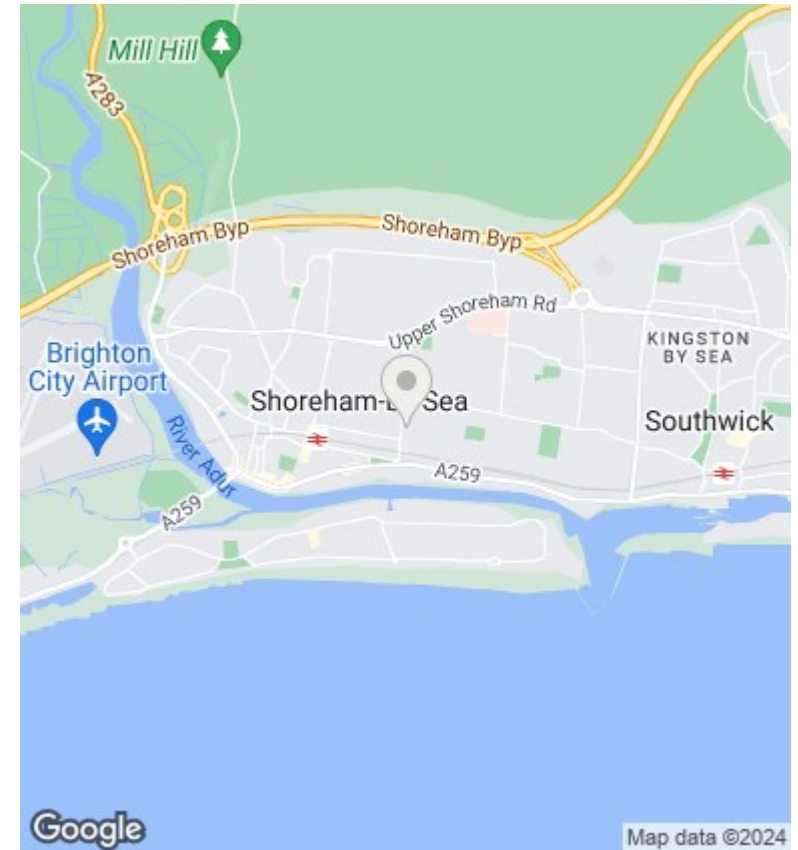 Mill Hill
A283
Shoreham Byp
Shoreham Byp
Upper Shoreham Rd
KINGSTON
BY SEA
Brighton
City Airport
Shoreham-by-Sea
Southwick
River Adur
A259
A259
Google
Map data ©2024